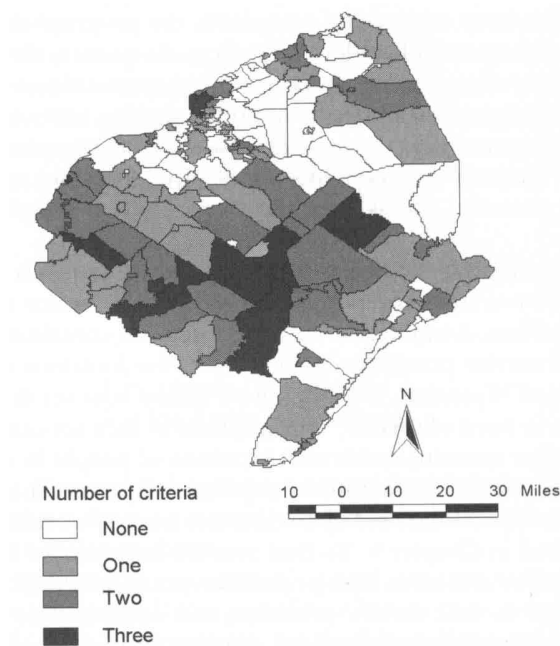 N
Number of criteria
10 0 10 20 30 Miles
None
One
Two
Three